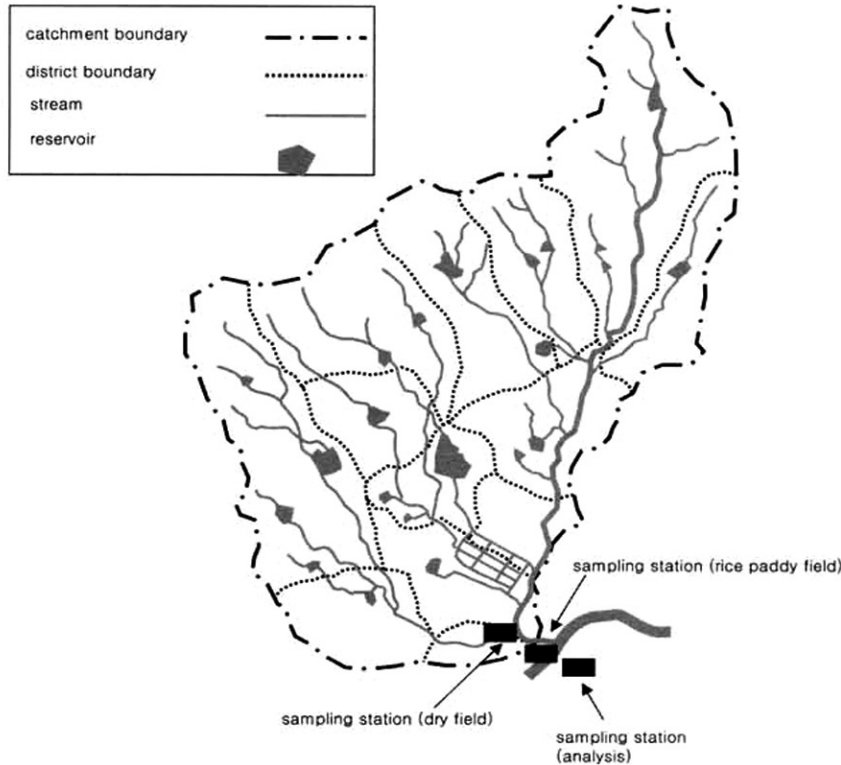 catchment boundary
district boundary
stream
reservoir
sampling station (rice paddy field)
sampling station (dry field)
sampling station
(analysis)